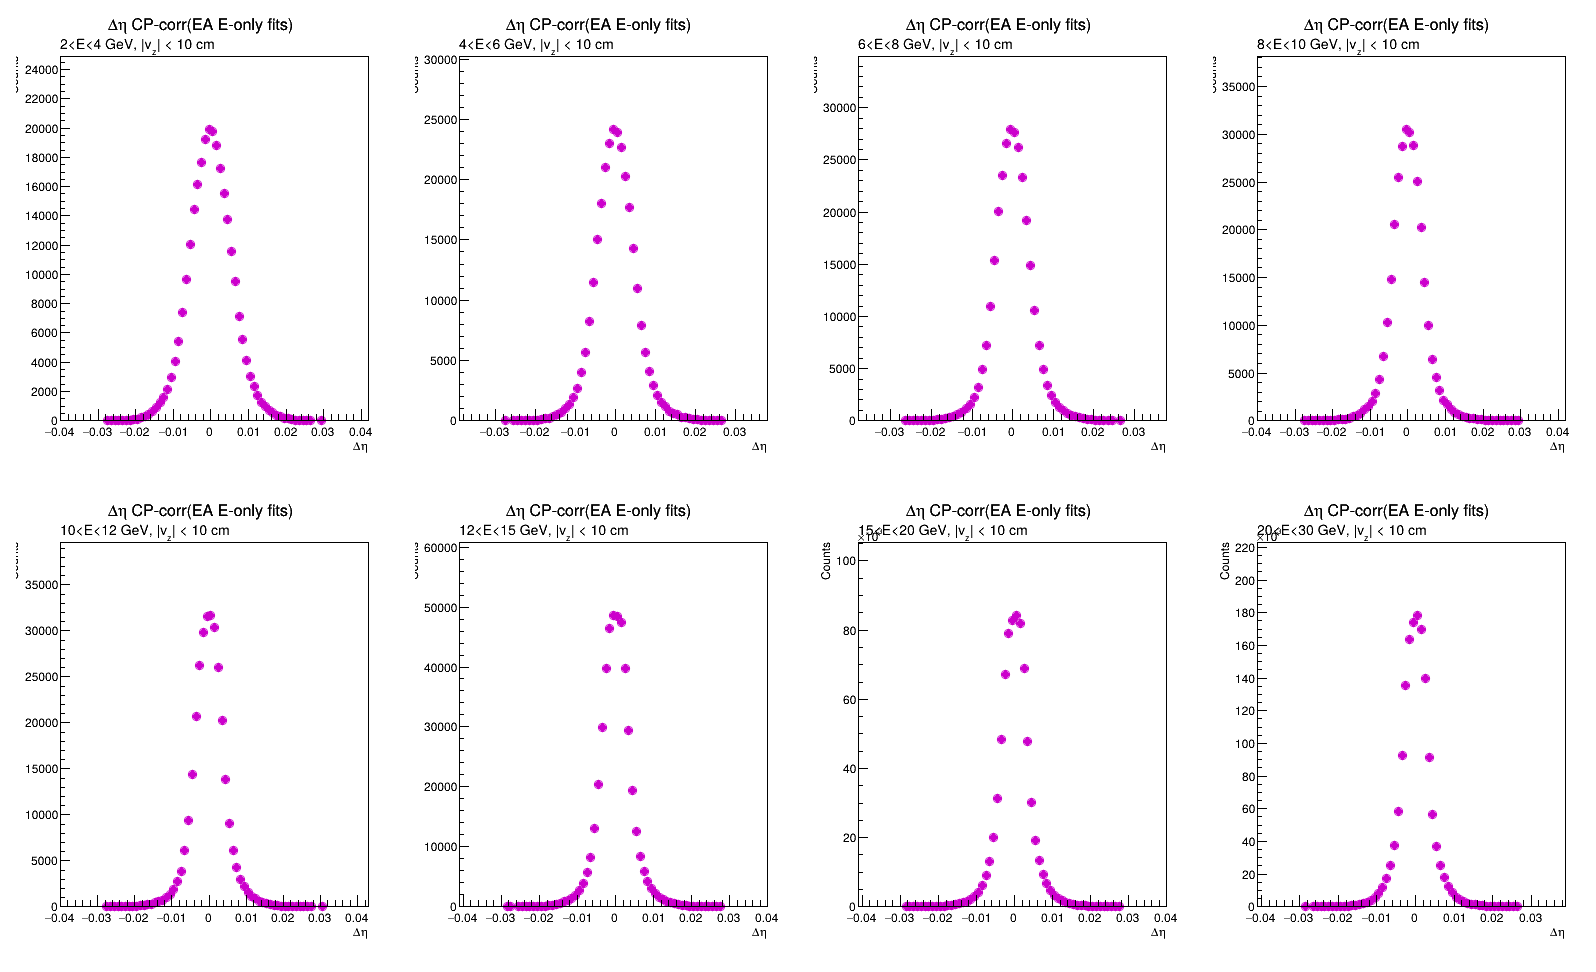 Δη CP-corr(EA E-only fits)
2<E<4 GeV, |v_z| < 10 cm
24000
22000
20000
18000
16000
14000
12000
10000
8000
6000
4000
2000
0
−0.04 −0.03 −0.02 −0.01 0 0.01 0.02 0.03 0.04
Δη
Δη CP-corr(EA E-only fits)
4<E<6 GeV, |v_z| < 10 cm
30000
25000
20000
15000
10000
5000
0
−0.03 −0.02 −0.01 0 0.01 0.02 0.03
Δη
Δη CP-corr(EA E-only fits)
6<E<8 GeV, |v_z| < 10 cm
30000
25000
20000
15000
10000
5000
0
−0.03 −0.02 −0.01 0 0.01 0.02 0.03
Δη
Δη CP-corr(EA E-only fits)
8<E<10 GeV, |v_z| < 10 cm
35000
30000
25000
20000
15000
10000
5000
0
−0.04 −0.03 −0.02 −0.01 0 0.01 0.02 0.03 0.04
Δη
Δη CP-corr(EA E-only fits)
10<E<12 GeV, |v_z| < 10 cm
35000
30000
25000
20000
15000
10000
5000
0
−0.04 −0.03 −0.02 −0.01 0 0.01 0.02 0.03 0.04
Δη
Δη CP-corr(EA E-only fits)
12<E<15 GeV, |v_z| < 10 cm
60000
50000
40000
30000
20000
10000
0
−0.04 −0.03 −0.02 −0.01 0 0.01 0.02 0.03 0.04
Δη
Δη CP-corr(EA E-only fits)
15<E<20 GeV, |v_z| < 10 cm
Counts
100
80
60
40
20
0
−0.04 −0.03 −0.02 −0.01 0 0.01 0.02 0.03 0.04
Δη
Δη CP-corr(EA E-only fits)
20<E<30 GeV, |v_z| < 10 cm
Counts
220
200
180
160
140
120
100
80
60
40
20
0
−0.04 −0.03 −0.02 −0.01 0 0.01 0.02 0.03
Δη